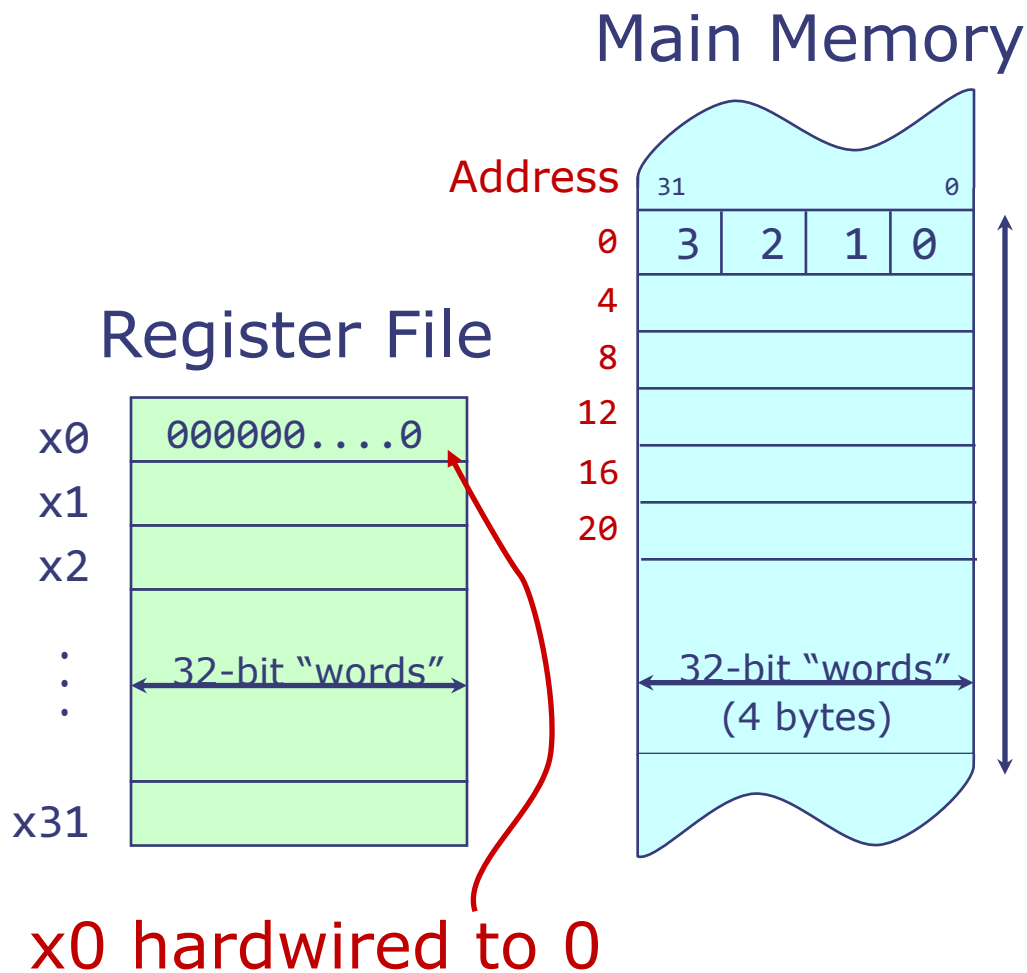 Main Memory
Address
31 0
0 3 2 1 0
4
8
12
16
20
32-bit “words”
(4 bytes)
Register File
x0 000000....0
x1
x2
.
.
.
32-bit “words”
x31
x0 hardwired to 0